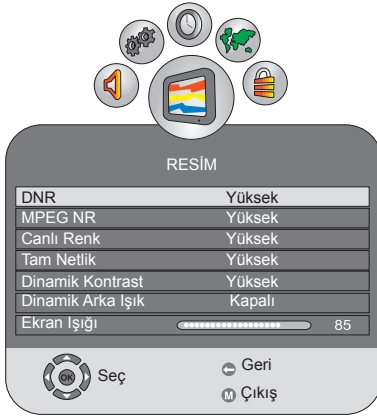 RESİM
DNR Yüksek
MPEG NR Yüksek
Canlı Renk Yüksek
Tam Netlik Yüksek
Dinamik Kontrast Yüksek
Dinamik Arka Işık Kapalı
Ekran Işığı 85
OK Seç
Geri
M Çıkış